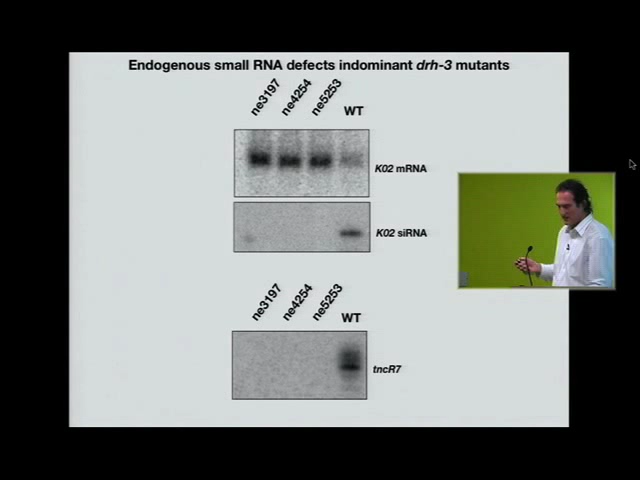 Endogenous small RNA defects indominant drh-3 mutants
ne3197 ne4254 ne5253 WT
K02 mRNA
K02 siRNA
ne3197 ne4254 ne5253 WT
tncR7